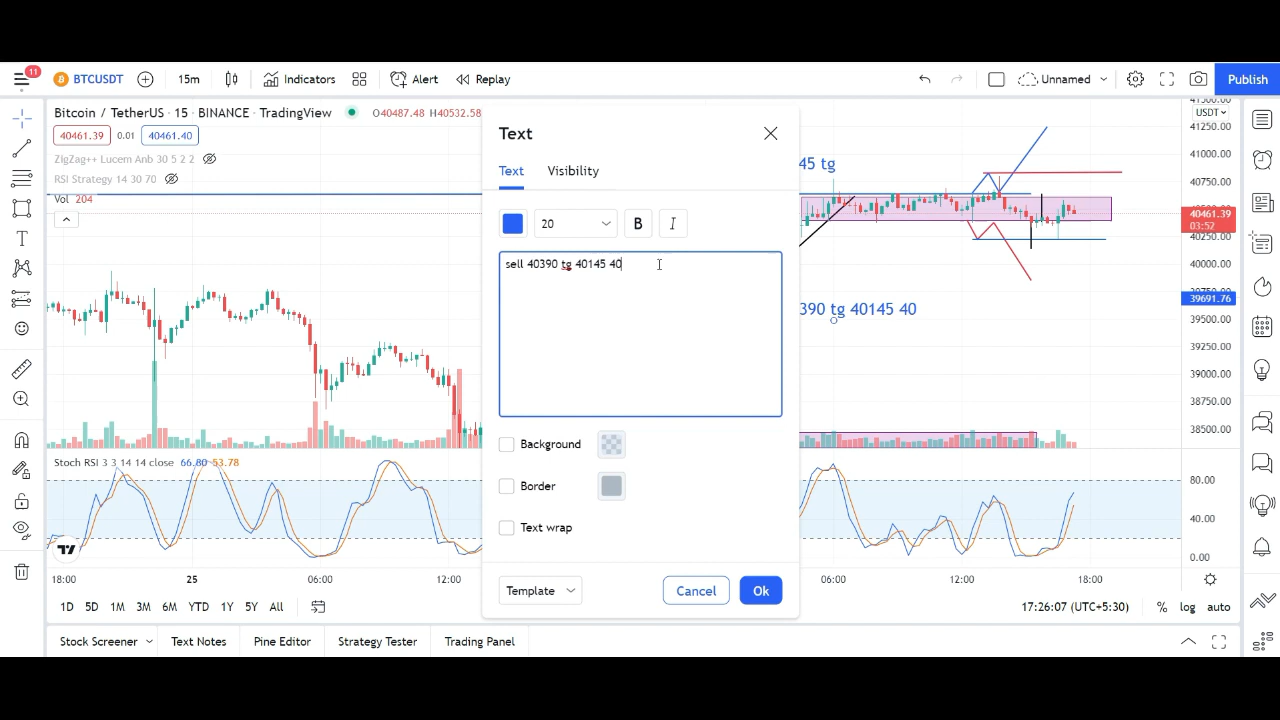 11
BTCUSDT
15m
Indicators
Alert
Replay
Unnamed
Publish
Bitcoin / TetherUS · 15 · BINANCE · TradingView
O40487.48 H40532.58
40461.39 0.01 40461.40
ZigZag++ Lucem Anb 30 5 2 2
RSI Strategy 14 30 70
Vol 204
Text
Text Visibility
20
B
I
sell 40390 tg 40145 40
Background
Border
Text wrap
Template
Cancel
Ok
45 tg
390 tg 40145 40
41500.00
USDT
41250.00
41000.00
40750.00
40461.39
03:52
40250.00
40000.00
39750.00
39691.76
39500.00
39250.00
39000.00
38750.00
38500.00
Stoch RSI 3 3 14 14 close 66.80 53.78
80.00
40.00
0.00
18:00 25 06:00 12:00 06:00 12:00 18:00
1D 5D 1M 3M 6M YTD 1Y 5Y All
17:26:07 (UTC+5:30) % log auto
Stock Screener Text Notes Pine Editor Strategy Tester Trading Panel